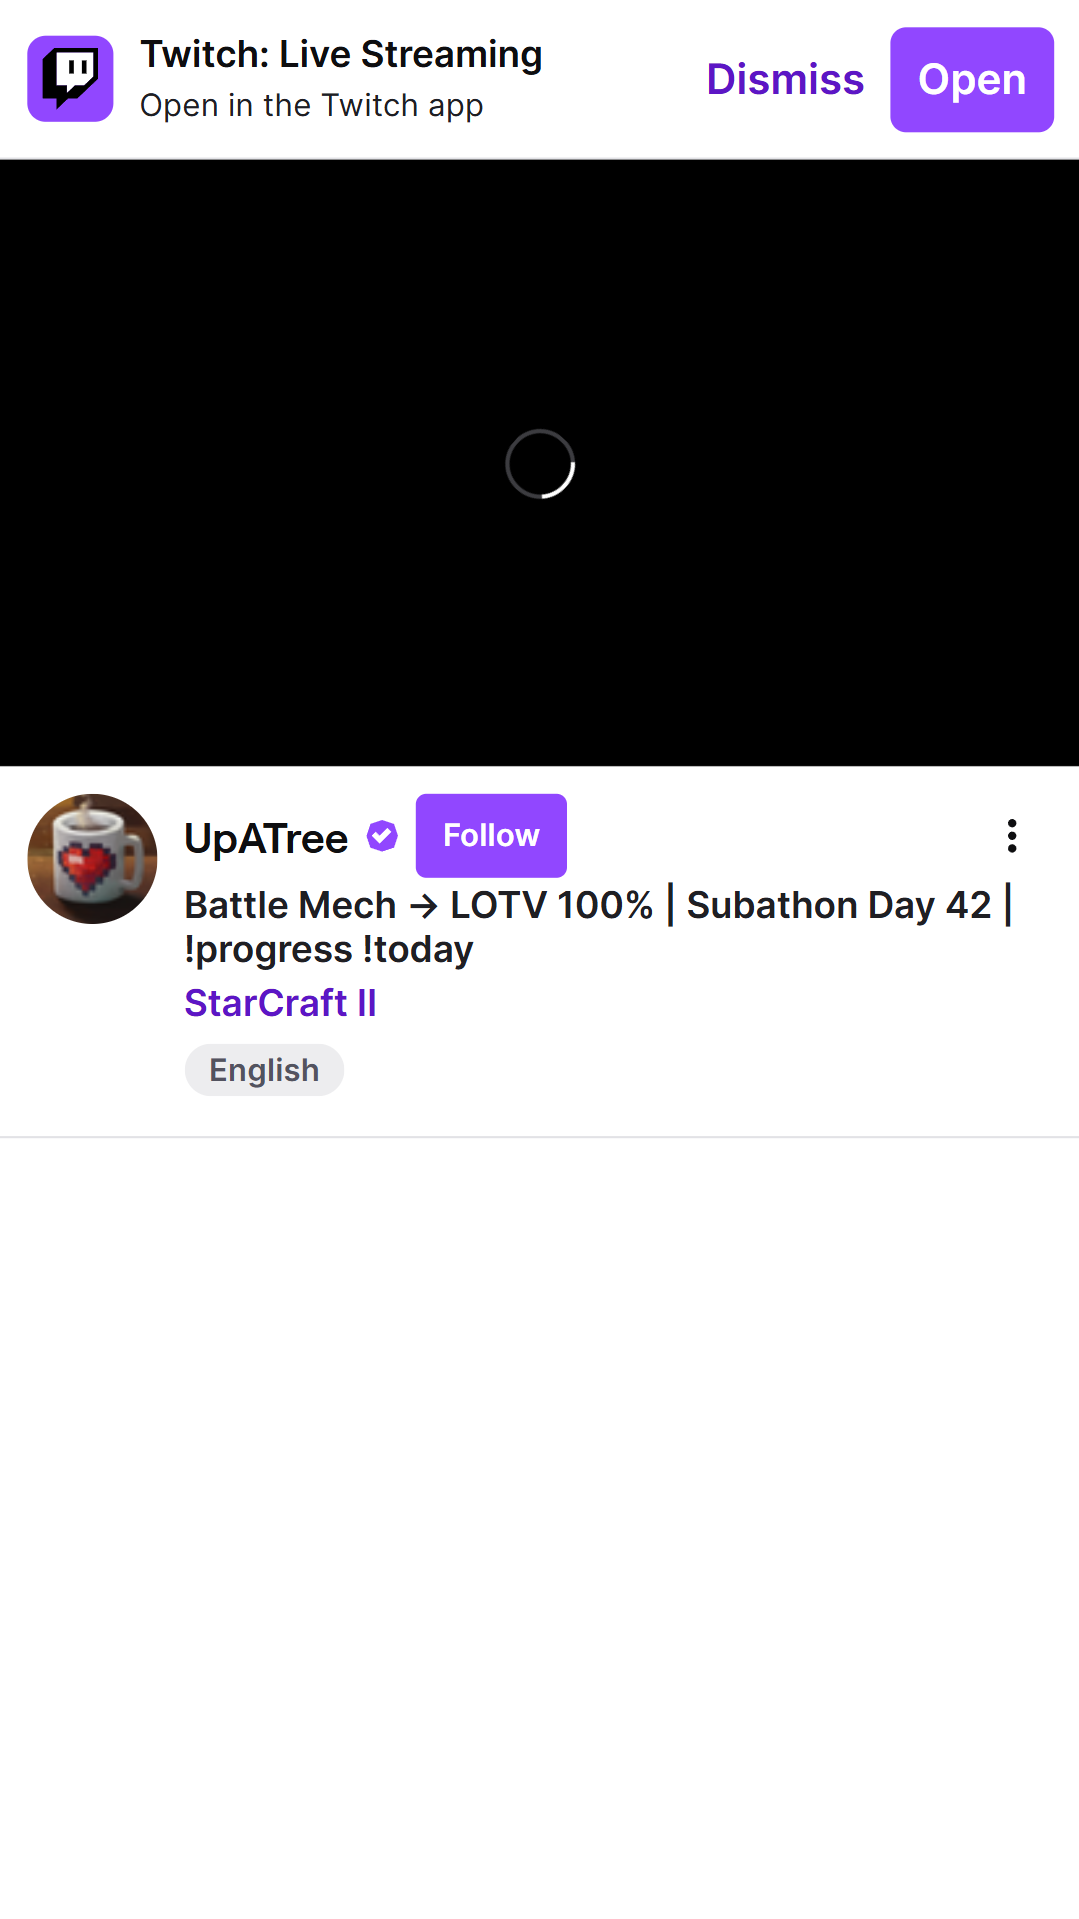 Twitch: Live Streaming
Open in the Twitch app
Dismiss
Open
UpATree
Follow
Battle Mech → LOTV 100% | Subathon Day 42 |
!progress !today
StarCraft II
English